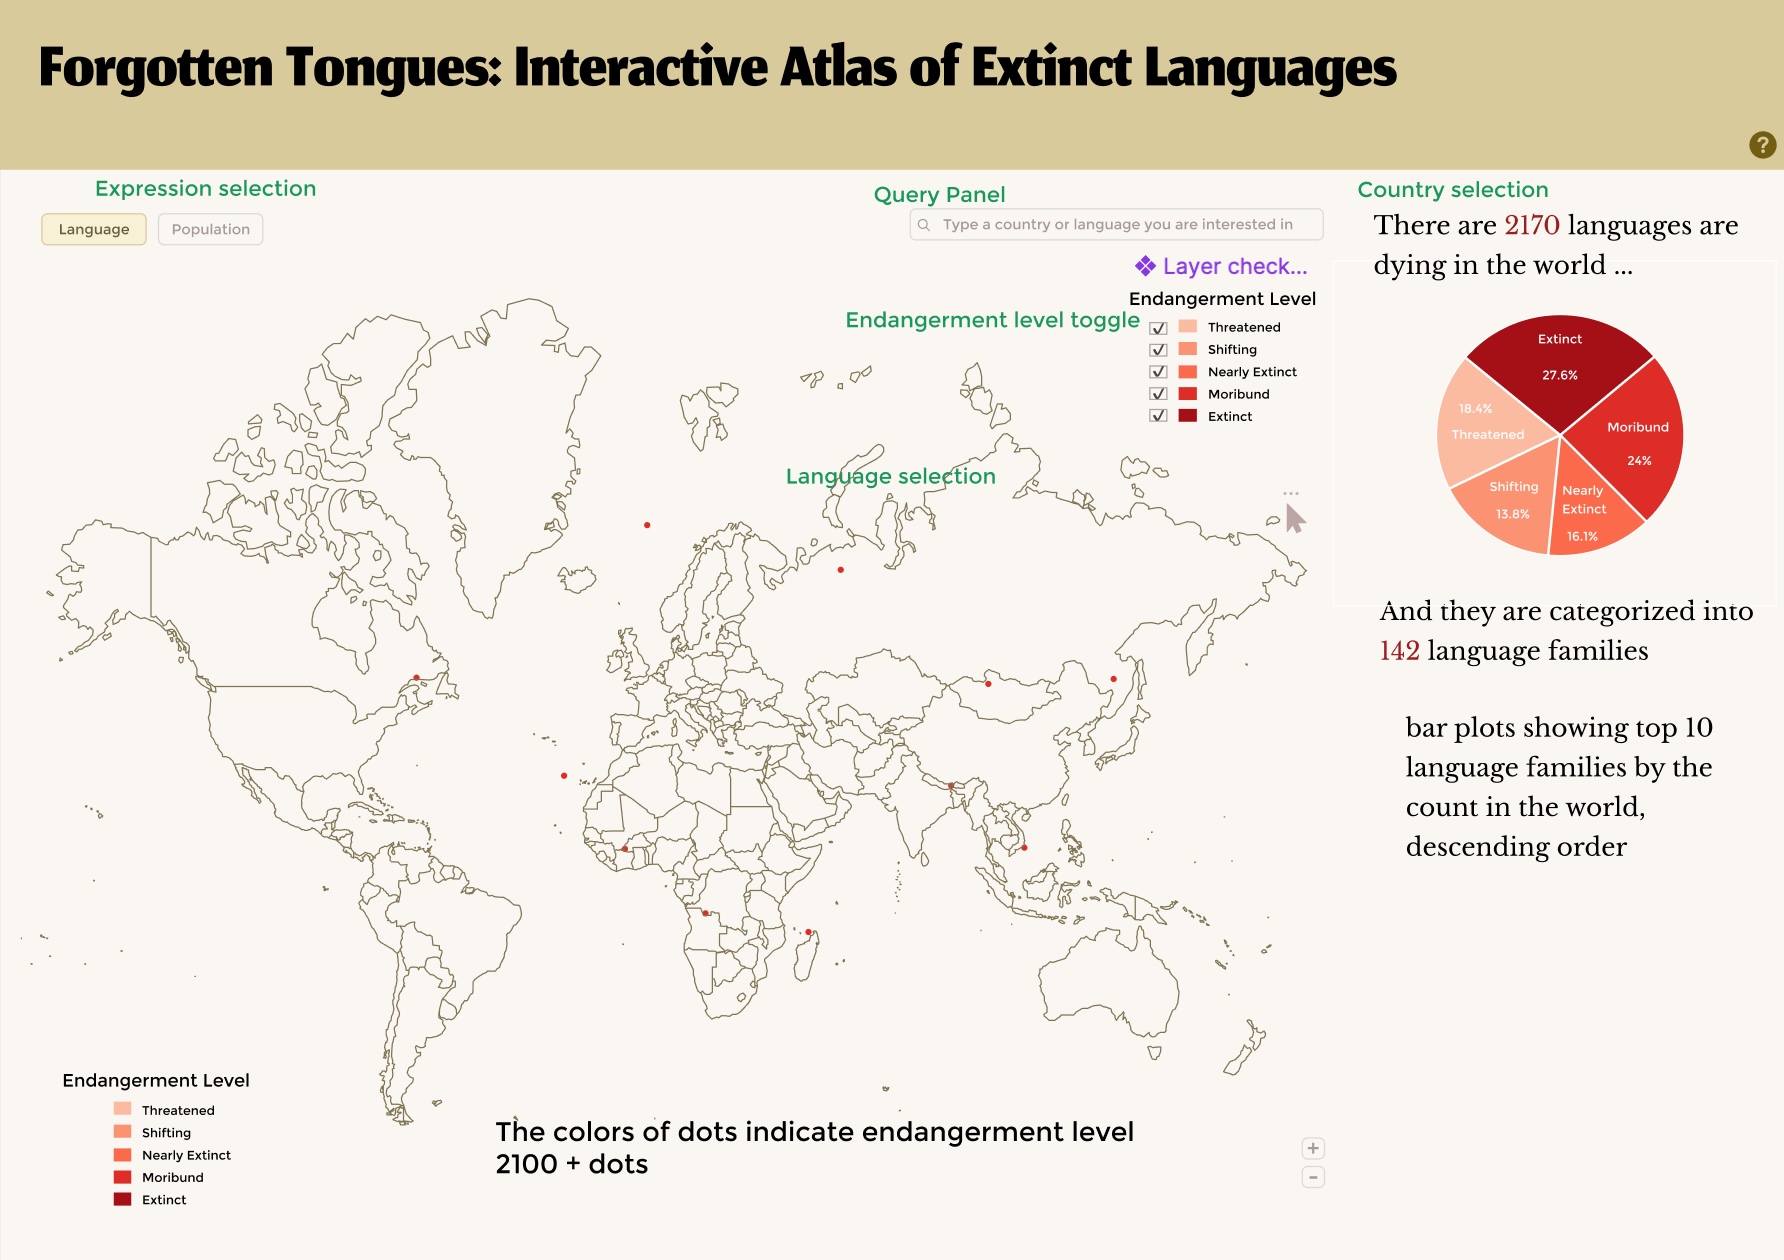 Forgotten Tongues: Interactive Atlas of Extinct Languages
?
Expression selection
Language
Population
Query Panel
Type a country or language you are interested in
Layer check...
Endangerment Level
Endangerment level toggle
Threatened
Shifting
Nearly Extinct
Moribund
Extinct
Language selection
...
Country selection
There are 2170 languages are
dying in the world ...
Extinct
27.6%
18.4%
Threatened
Moribund
24%
Shifting
13.8%
Nearly
Extinct
16.1%
And they are categorized into
142 language families
bar plots showing top 10
language families by the
count in the world,
descending order
Endangerment Level
Threatened
Shifting
Nearly Extinct
Moribund
Extinct
The colors of dots indicate endangerment level
2100 + dots
+
-